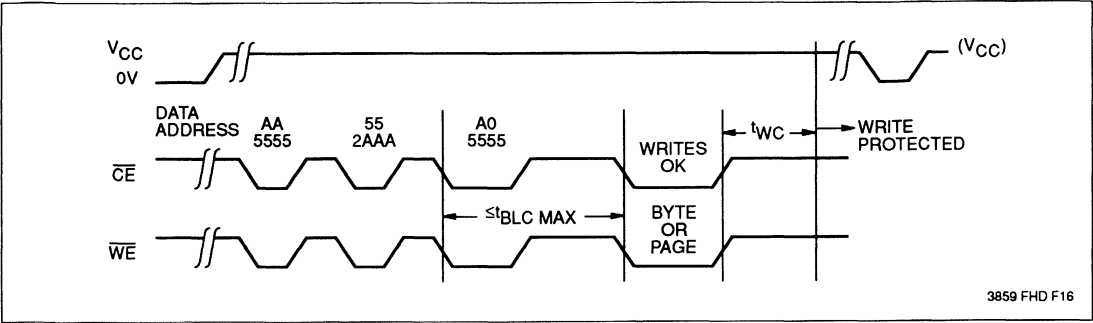 VCC
0V
(VCC)
DATA
ADDRESS
AA
5555
55
2AAA
A0
5555
tWC
WRITE
PROTECTED
CE
WRITES
OK
≤tBLC MAX
BYTE
OR
PAGE
WE
3859 FHD F16